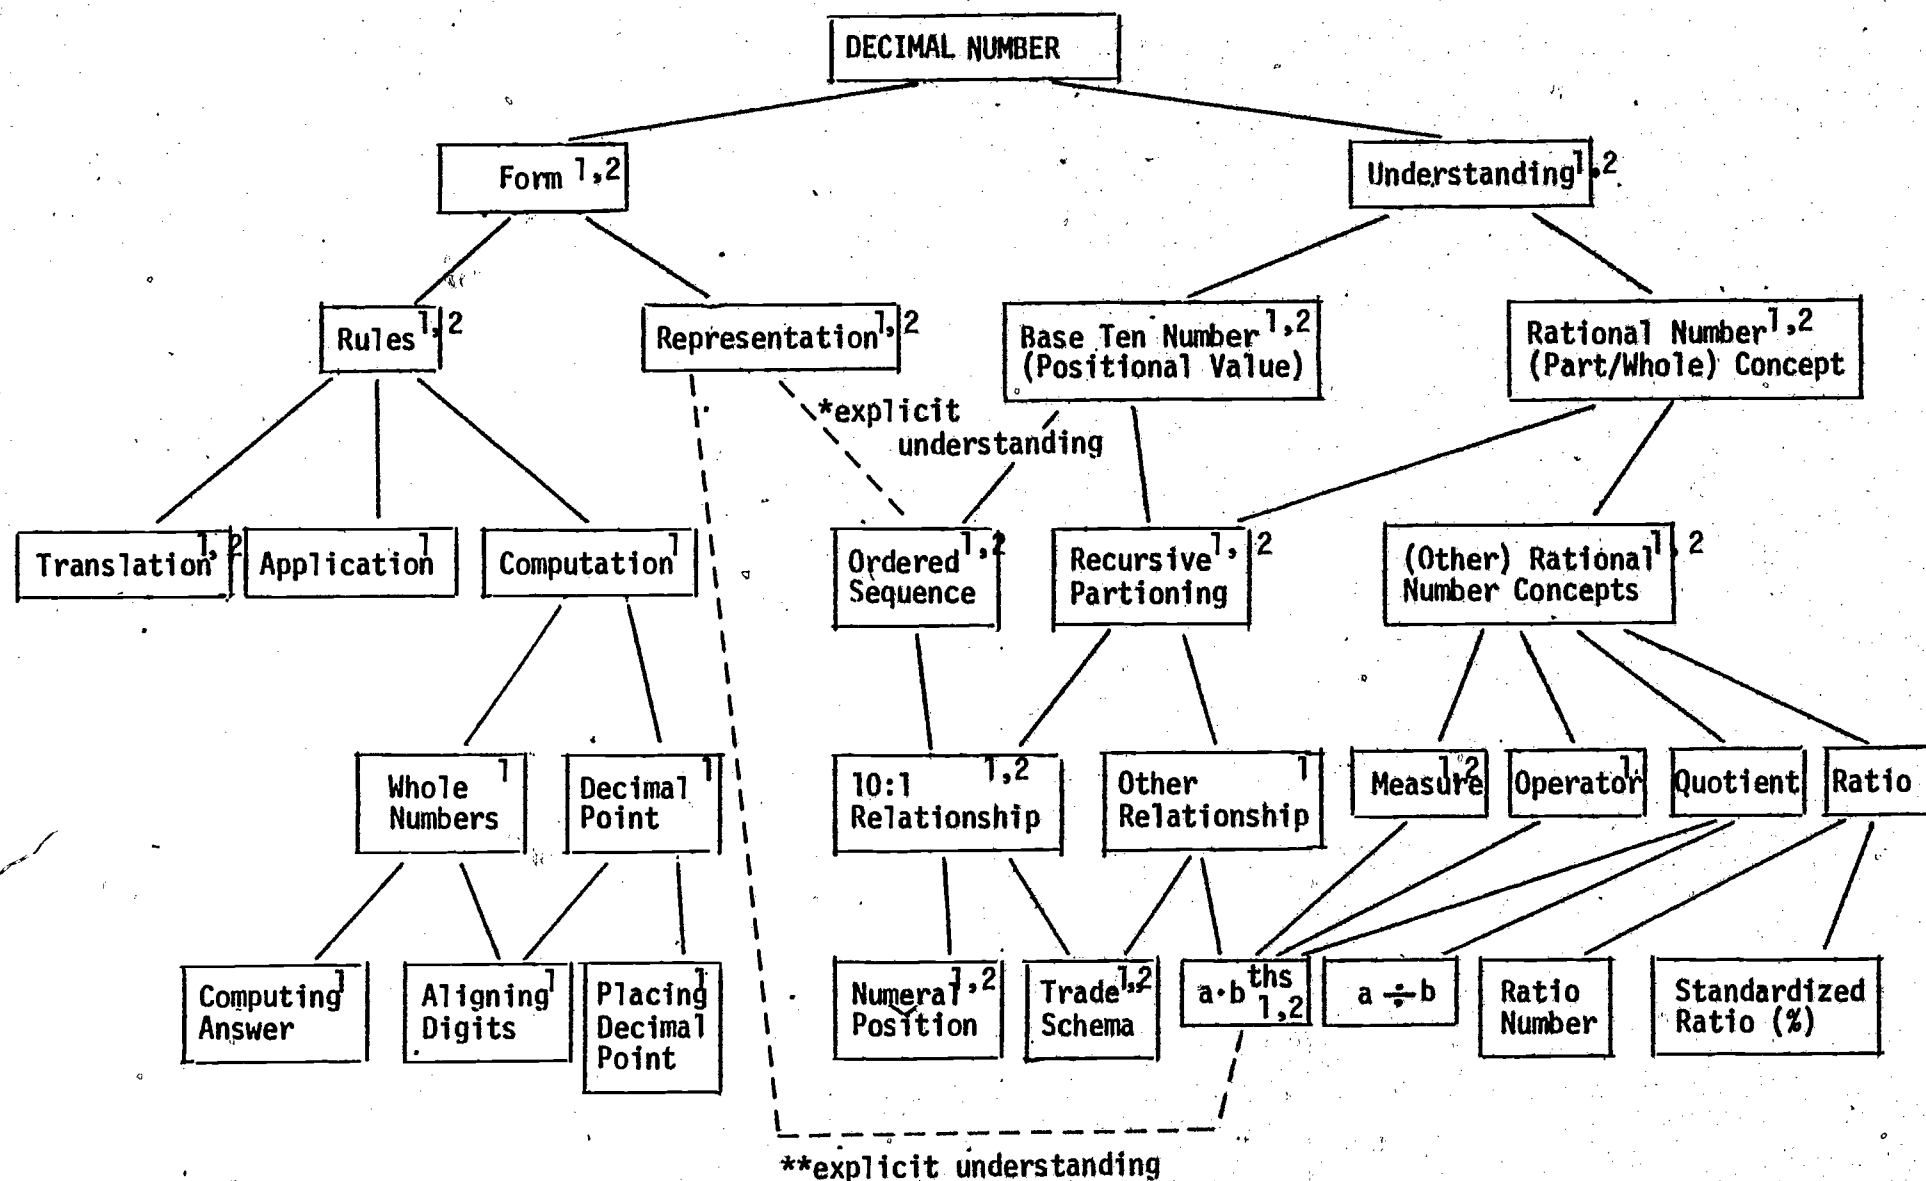 DECIMAL NUMBER
Form 1,2
Understanding 1,2
Rules 1,2
Representation 1,2
Base Ten Number 1,2
(Positional Value)
Rational Number 1,2
(Part/Whole) Concept
*explicit
understanding
Translation 1,2
Application 1
Computation 1
Ordered 1,2
Sequence
Recursive 1,2
Partioning
(Other) Rational 1,2
Number Concepts
Whole 1
Numbers
Decimal 1
Point
10:1 1,2
Relationship
Other 1
Relationship
Measure 1,2
Operator 1
Quotient
Ratio
Computing 1
Answer
Aligning 1
Digits
Placing 1
Decimal
Point
Numeral 1,2
Position
Trade 1,2
Schema
a·b ths
1,2
a ÷ b
Ratio
Number
Standardized
Ratio (%)
**explicit understanding